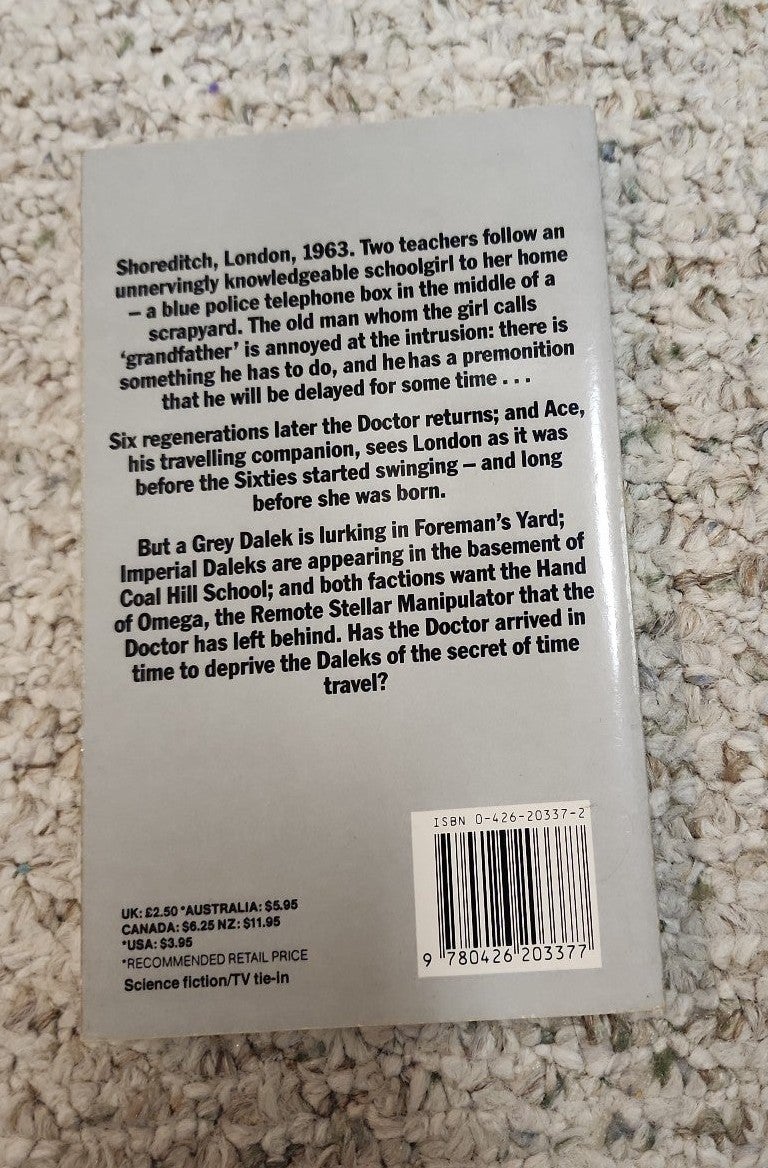 Shoreditch, London, 1963. Two teachers follow an
unnervingly knowledgeable schoolgirl to her home
– a blue police telephone box in the middle of a
scrapyard. The old man whom the girl calls
‘grandfather’ is annoyed at the intrusion: there is
something he has to do, and he has a premonition
that he will be delayed for some time . . .
Six regenerations later the Doctor returns; and Ace,
his travelling companion, sees London as it was
before the Sixties started swinging – and long
before she was born.
But a Grey Dalek is lurking in Foreman’s Yard;
Imperial Daleks are appearing in the basement of
Coal Hill School; and both factions want the Hand
of Omega, the Remote Stellar Manipulator that the
Doctor has left behind. Has the Doctor arrived in
time to deprive the Daleks of the secret of time
travel?
ISBN 0-426-20337-2
9 780426 203377
UK: £2.50 *AUSTRALIA: $5.95
CANADA: $6.25 NZ: $11.95
*USA: $3.95
*RECOMMENDED RETAIL PRICE
Science fiction/TV tie-in